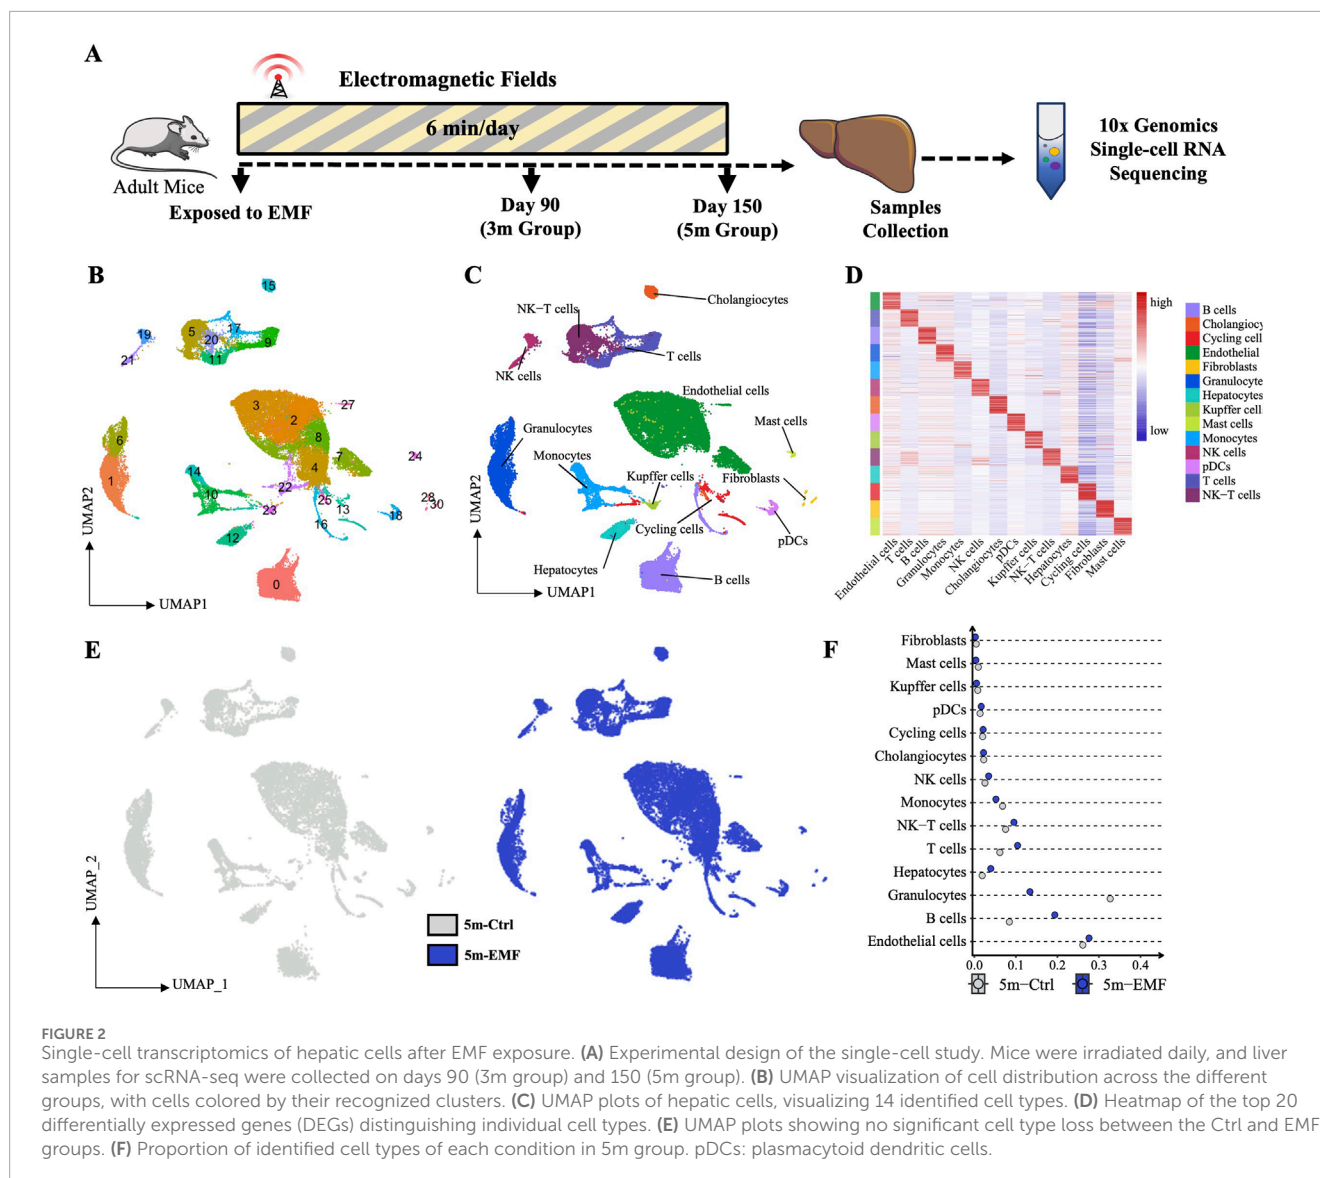 A
Electromagnetic Fields
6 min/day
Adult Mice
Exposed to EMF
Day 90
(3m Group)
Day 150
(5m Group)
Samples
Collection
10x Genomics
Single-cell RNA
Sequencing
B
15
19
21
5
17
20
9
11
3
2
27
8
6
7
4
24
1
14
10
22
25
13
28
30
23
16
18
12
0
UMAP2
UMAP1
C
Cholangiocytes
NK−T cells
T cells
NK cells
Endothelial cells
Mast cells
Granulocytes
Monocytes
Kupffer cells
Fibroblasts
Cycling cells
pDCs
Hepatocytes
B cells
UMAP2
UMAP1
D
high
low
B cells
Cholangiocy
Cycling cell
Endothelial
Fibroblasts
Granulocyte
Hepatocytes
Kupffer cell
Mast cells
Monocytes
NK cells
pDCs
T cells
NK−T cells
Endothelial cells
T cells
B cells
Granulocytes
Monocytes
NK cells
Cholangiocytes
pDCs
Kupffer cells
NK−T cells
Hepatocytes
Cycling cells
Fibroblasts
Mast cells
E
UMAP_2
UMAP_1
5m-Ctrl
5m-EMF
F
Fibroblasts
Mast cells
Kupffer cells
pDCs
Cycling cells
Cholangiocytes
NK cells
Monocytes
NK−T cells
T cells
Hepatocytes
Granulocytes
B cells
Endothelial cells
0.0 0.1 0.2 0.3 0.4
5m−Ctrl 5m−EMF
FIGURE 2
Single-cell transcriptomics of hepatic cells after EMF exposure. (A) Experimental design of the single-cell study. Mice were irradiated daily, and liver
samples for scRNA-seq were collected on days 90 (3m group) and 150 (5m group). (B) UMAP visualization of cell distribution across the different
groups, with cells colored by their recognized clusters. (C) UMAP plots of hepatic cells, visualizing 14 identified cell types. (D) Heatmap of the top 20
differentially expressed genes (DEGs) distinguishing individual cell types. (E) UMAP plots showing no significant cell type loss between the Ctrl and EMF
groups. (F) Proportion of identified cell types of each condition in 5m group. pDCs: plasmacytoid dendritic cells.